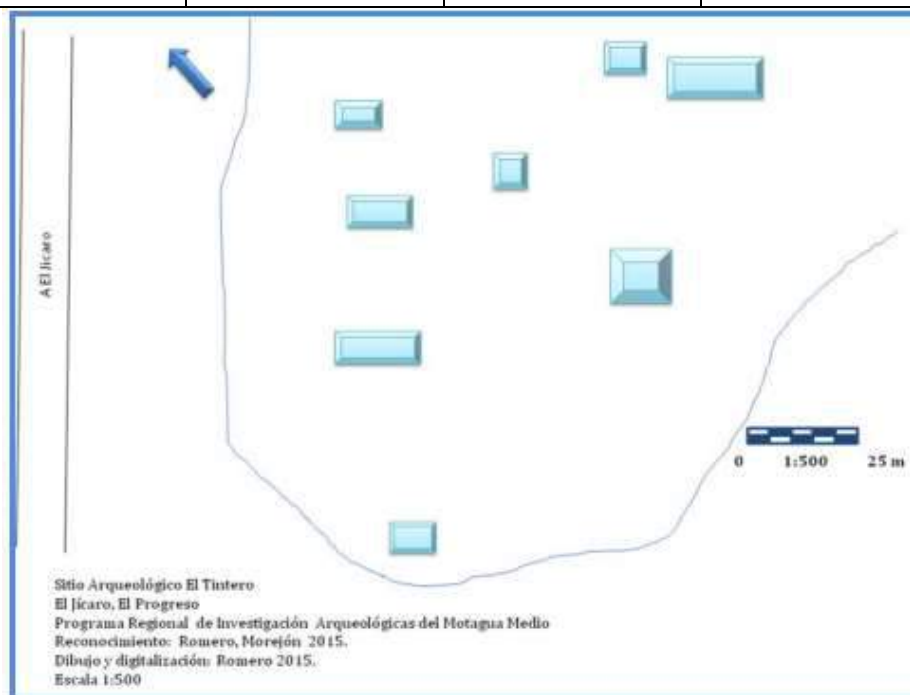 A El Jícaro
0 1:500 25 m
Sitio Arqueológico El Tintero
El Jícaro, El Progreso
Programa Regional de Investigación Arqueológicas del Motagua Medio
Reconocimiento: Romero, Morejón 2015.
Dibujo y digitalización: Romero 2015.
Escala 1:500